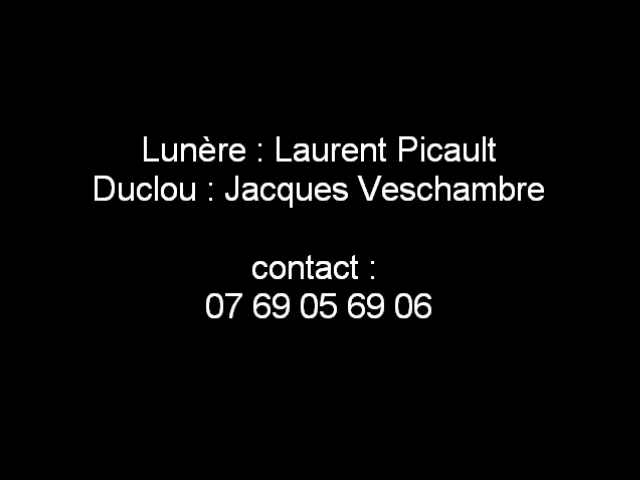 Lunère : Laurent Picault
Duclou : Jacques Veschambre
contact :
07 69 05 69 06